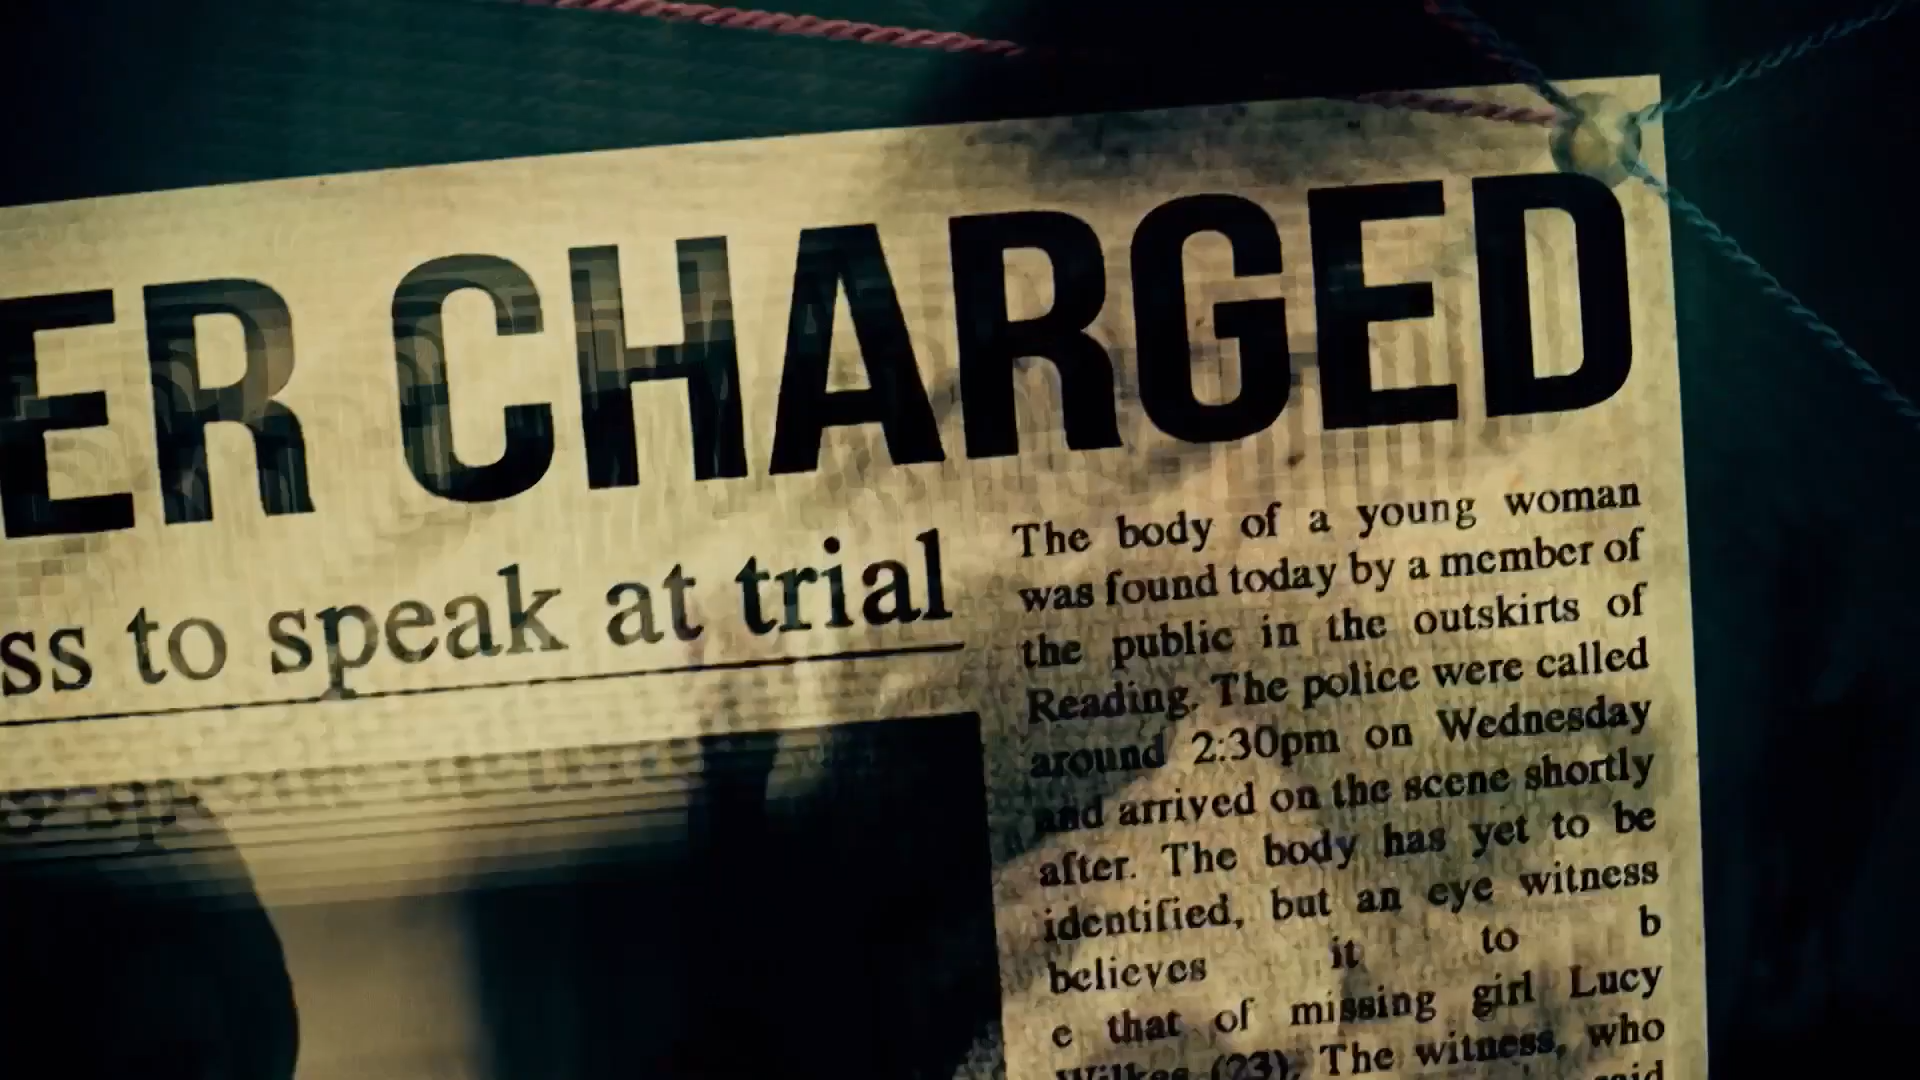 ER CHARGED
ss to speak at trial
The body of a young woman
was found today by a member of
the public in the outskirts of
Reading. The police were called
around 2:30pm on Wednesday
and arrived on the scene shortly
after. The body has yet to be
identified, but an eye witness
believes it to b
e that of missing girl Lucy
Wilkes (23). The witness, who
said